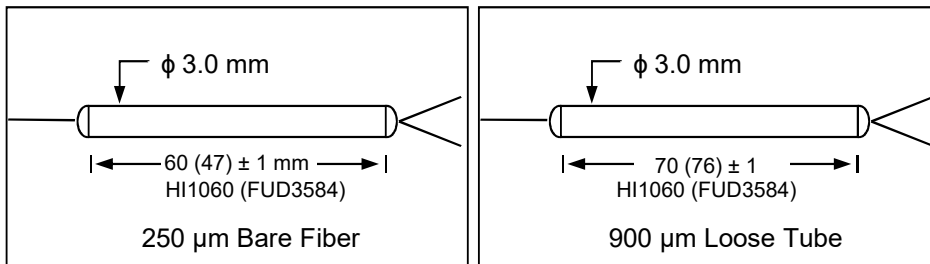 ϕ 3.0 mm
60 (47) ± 1 mm
HI1060 (FUD3584)
250 μm Bare Fiber
ϕ 3.0 mm
70 (76) ± 1
HI1060 (FUD3584)
900 μm Loose Tube